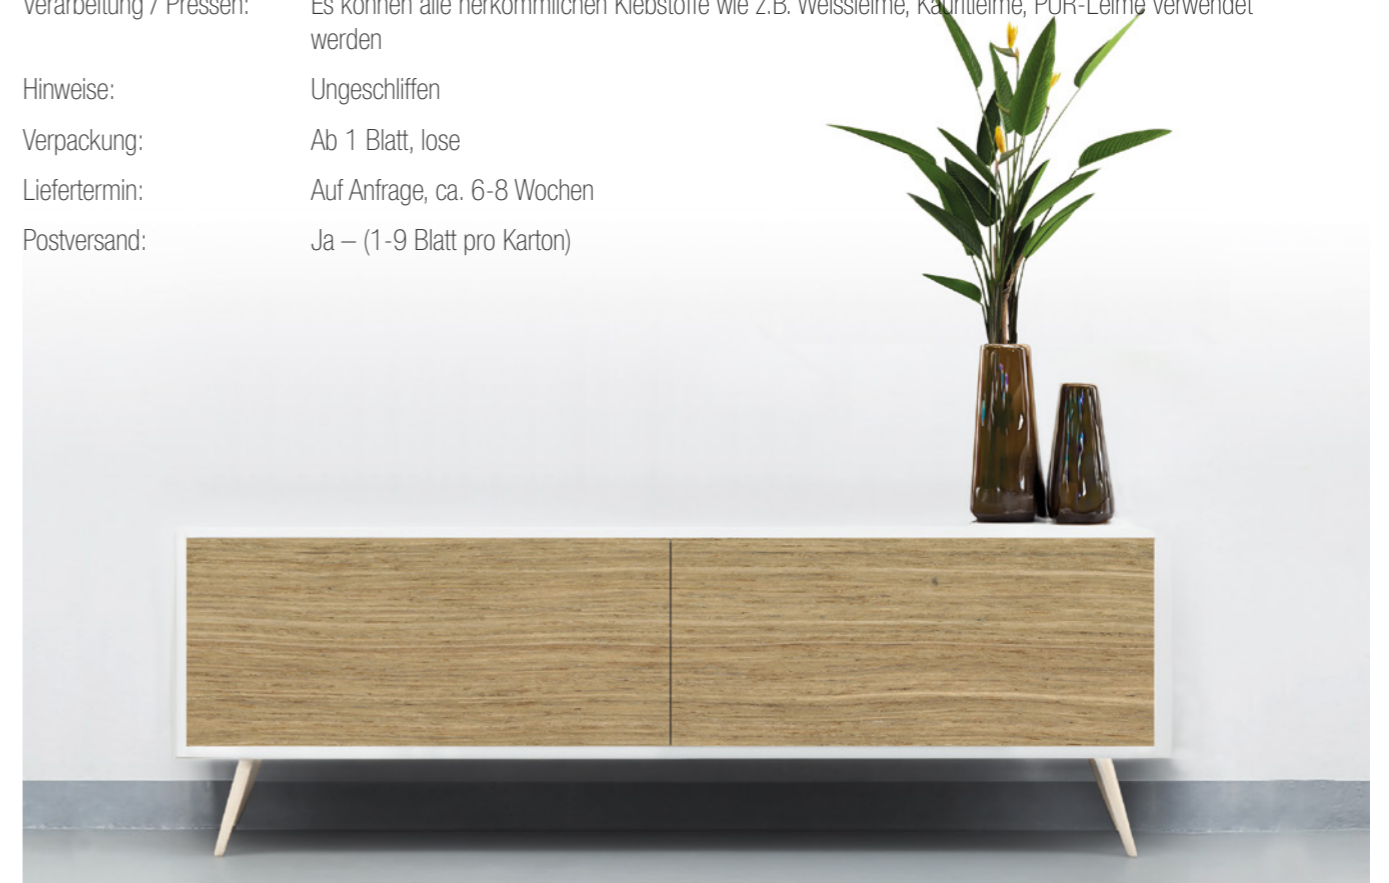 Verarbeitung / Pressen: Es können alle herkömmlichen Klebstoffe wie z.B. Weissleime, Kauritleime, PUR-Leime verwendet
werden
Hinweise: Ungeschliffen
Verpackung: Ab 1 Blatt, lose
Liefertermin: Auf Anfrage, ca. 6-8 Wochen
Postversand: Ja – (1-9 Blatt pro Karton)